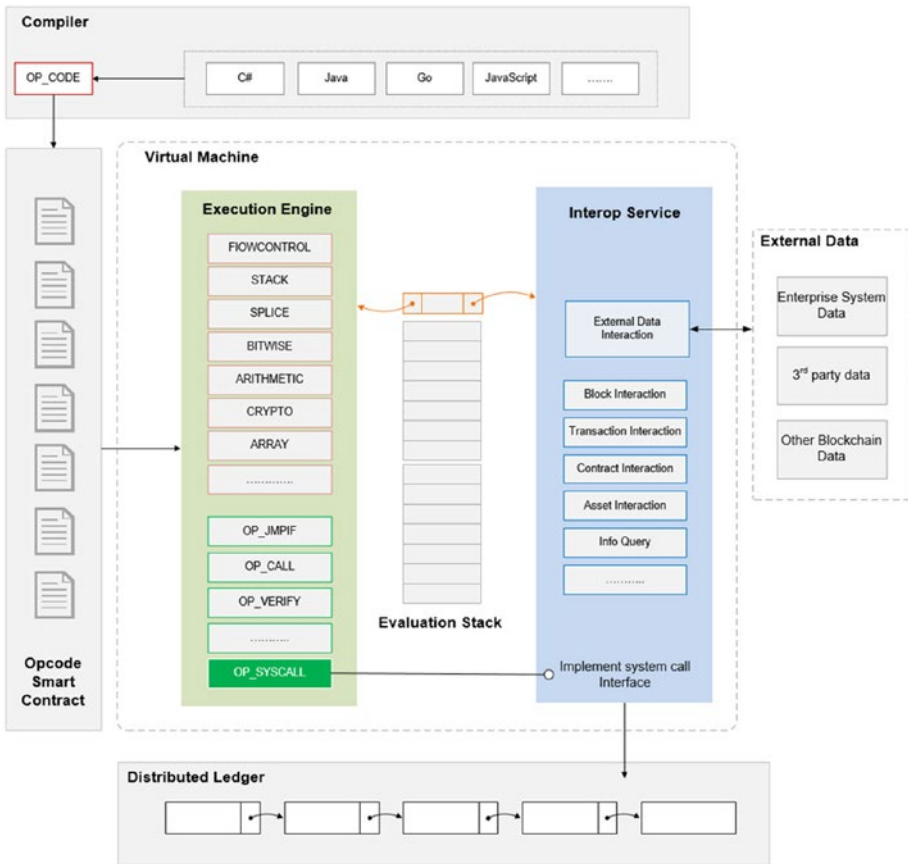 Compiler
OP_CODE
C#
Java
Go
JavaScript
.......
Virtual Machine
Execution Engine
FIOWCONTROL
STACK
SPLICE
BITWISE
ARITHMETIC
CRYPTO
ARRAY
.............
OP_JMPIF
OP_CALL
OP_VERIFY
...........
OP_SYSCALL
Evaluation Stack
Interop Service
External Data
Interaction
Block Interaction
Transaction Interaction
Contract Interaction
Asset Interaction
Info Query
...........
Implement system call
Interface
External Data
Enterprise System
Data
3rd party data
Other Blockchain
Data
Opcode
Smart
Contract
Distributed Ledger